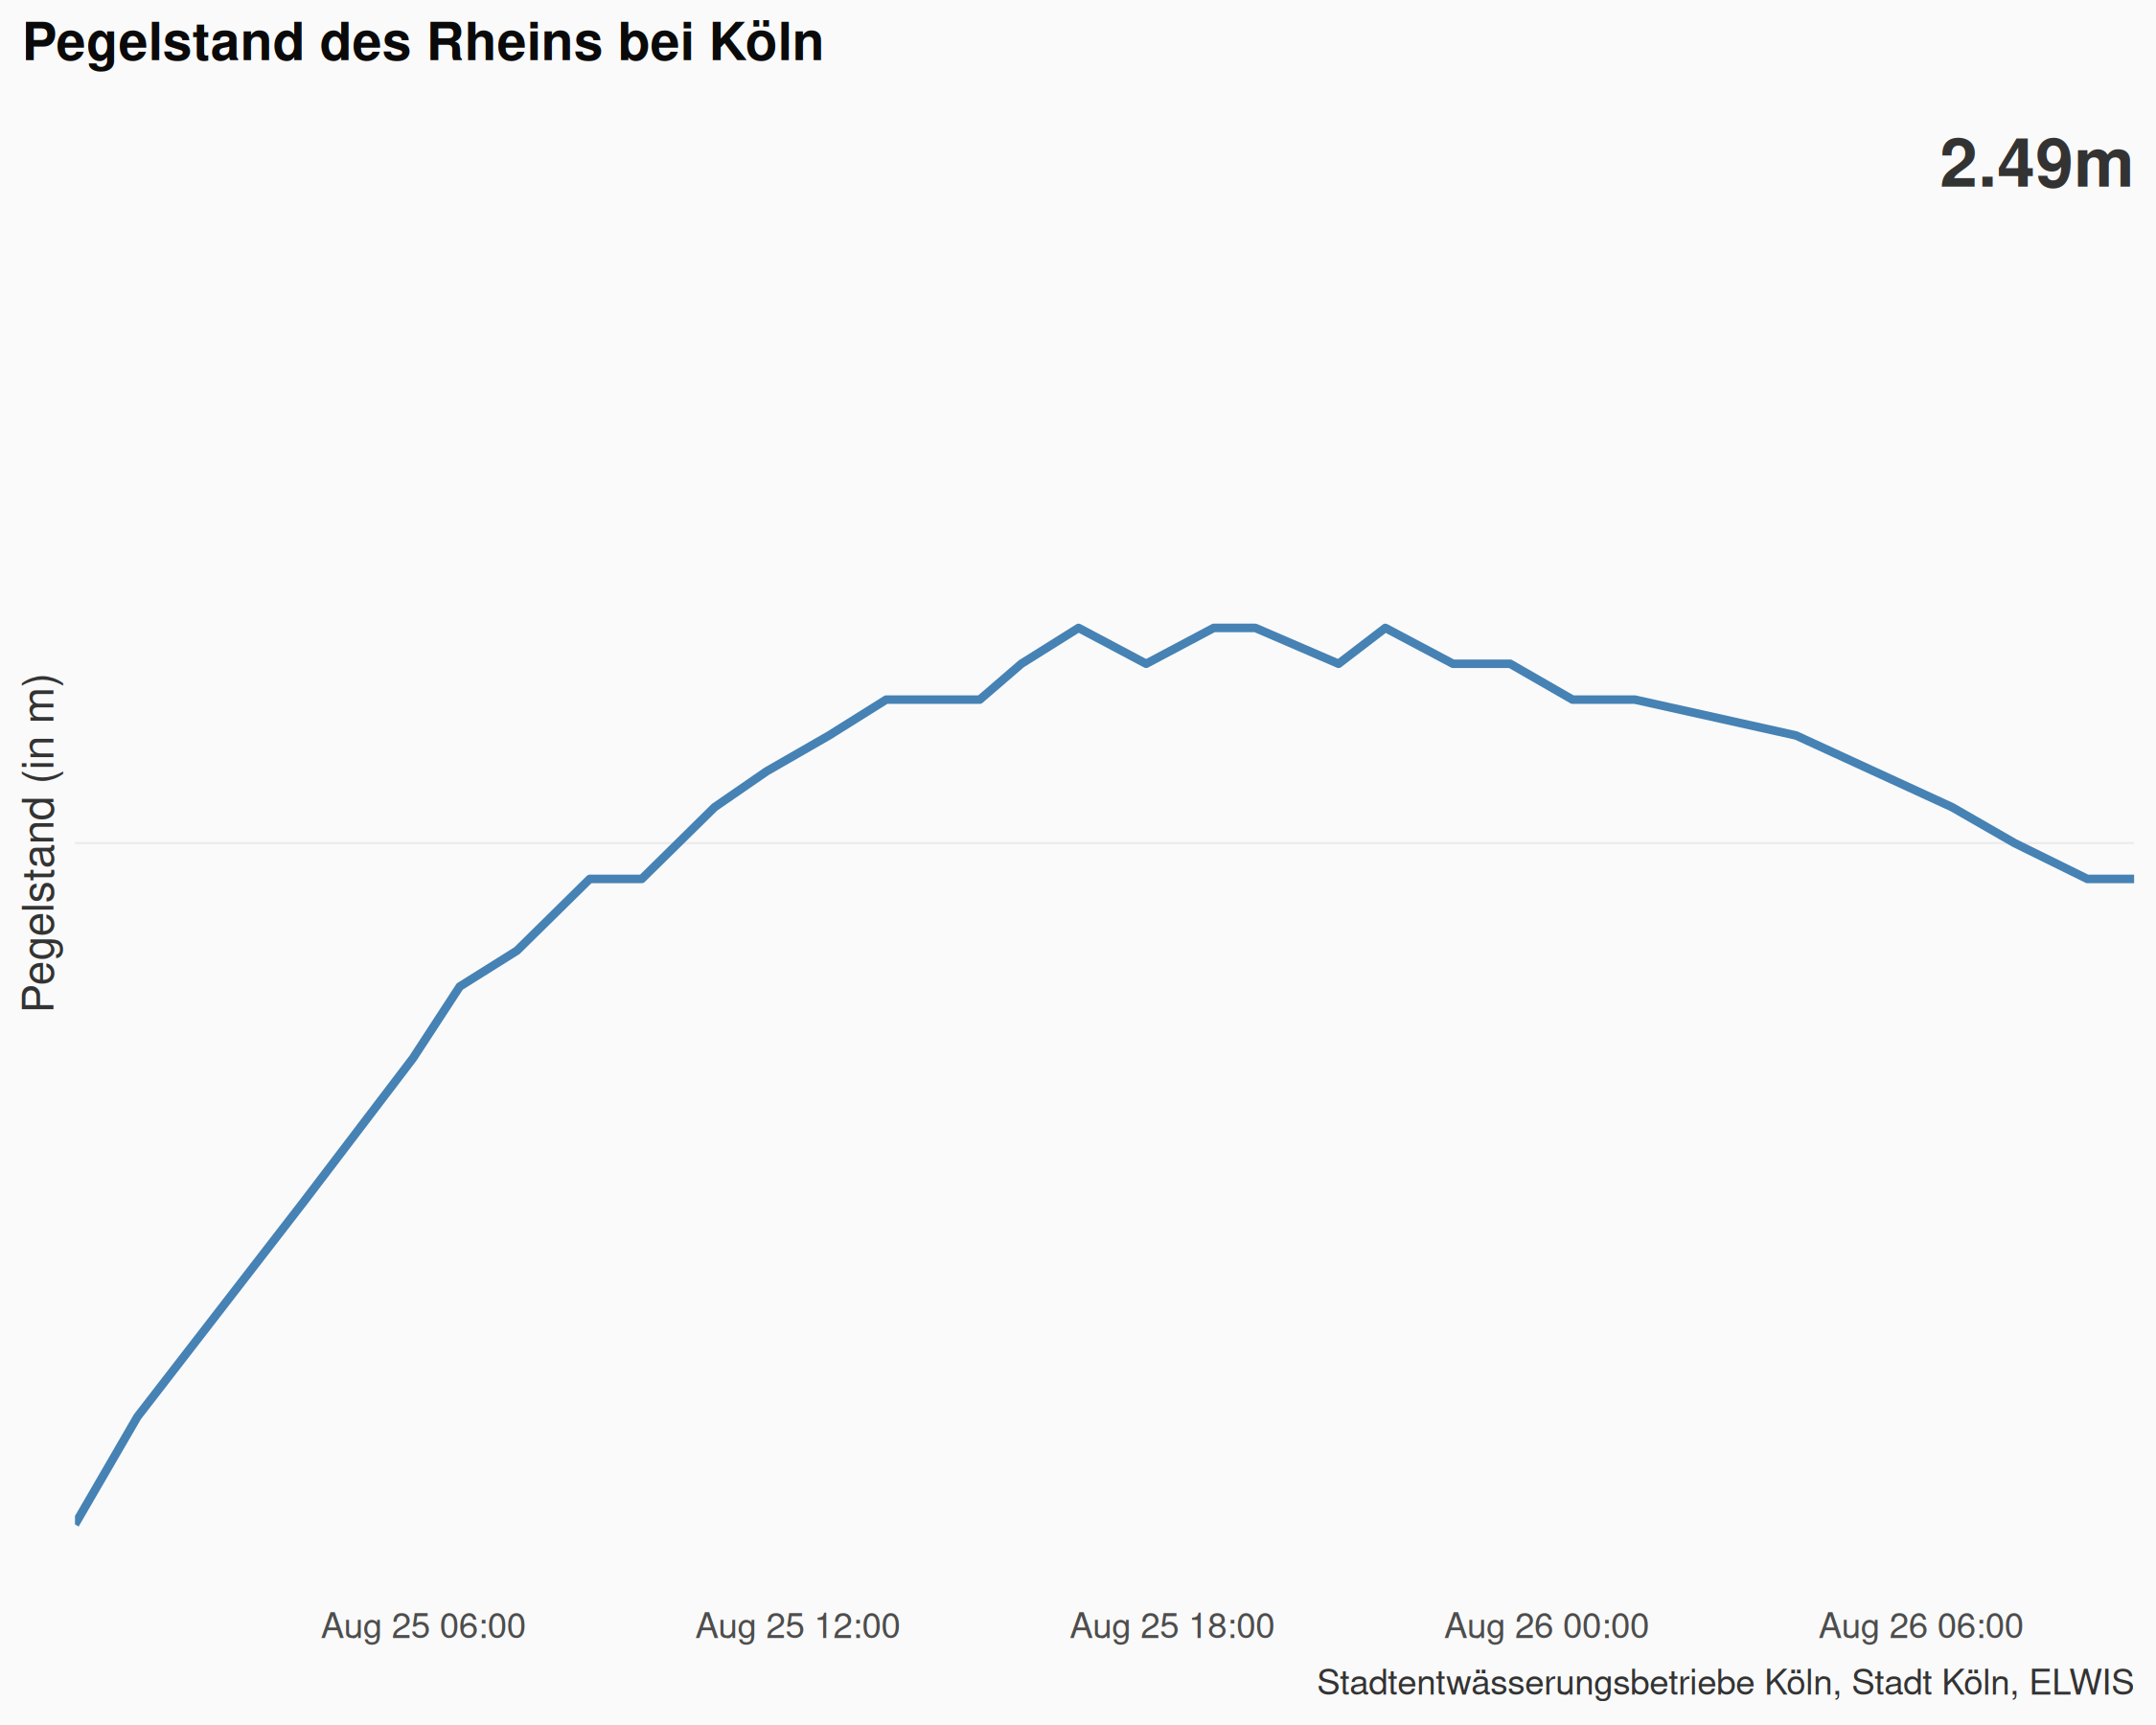 Pegelstand des Rheins bei Köln
2.49m
Pegelstand (in m)
Aug 25 06:00
Aug 25 12:00
Aug 25 18:00
Aug 26 00:00
Aug 26 06:00
Stadtentwässerungsbetriebe Köln, Stadt Köln, ELWIS